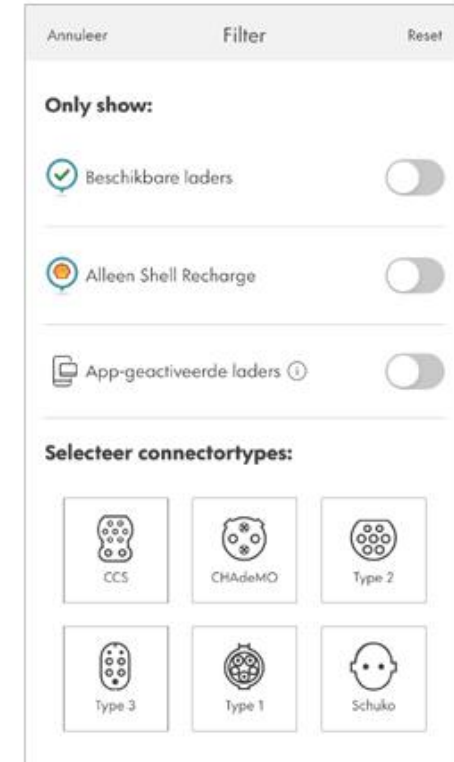 Annuleer Filter Reset
Only show:
Beschikbare laders
Alleen Shell Recharge
App-geactiveerde laders
Selecteer connectortypes:
CCS CHAdeMO Type 2
Type 3 Type 1 Schuko